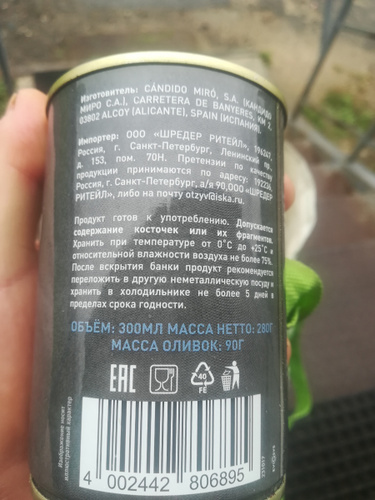 Изготовитель: CÁNDIDO MIRÓ, S.A. (КАНДИДО
МИРО С.А.), CARRETERA DE BANYERES, KM 2,
03802 ALCOY (ALICANTE), SPAIN (ИСПАНИЯ).
Импортер: ООО «ШРЕДЕР РИТЕЙЛ», 196247,
Россия, г. Санкт-Петербург, Ленинский пр.,
д. 153, пом. 70Н. Претензии по качеству
продукции принимаются по адресу: 192236,
Россия, г. Санкт-Петербург, а/я 90,ООО «ШРЕДЕР
РИТЕЙЛ», либо на почту otzyv@iska.ru.
Продукт готов к употреблению. Допускается
содержание косточек или их фрагментов.
Хранить при температуре от 0°С до +25°С и
относительной влажности воздуха не более 75%.
После вскрытия банки продукт рекомендуется
переложить в другую неметаллическую посуду и
хранить в холодильнике не более 5 дней в
пределах срока годности.
ОБЪЁМ: 300МЛ МАССА НЕТТО: 280Г
МАССА ОЛИВОК: 90Г
EAC
40
FE
Изображение носит
иллюстративный характер
4 002442 806895